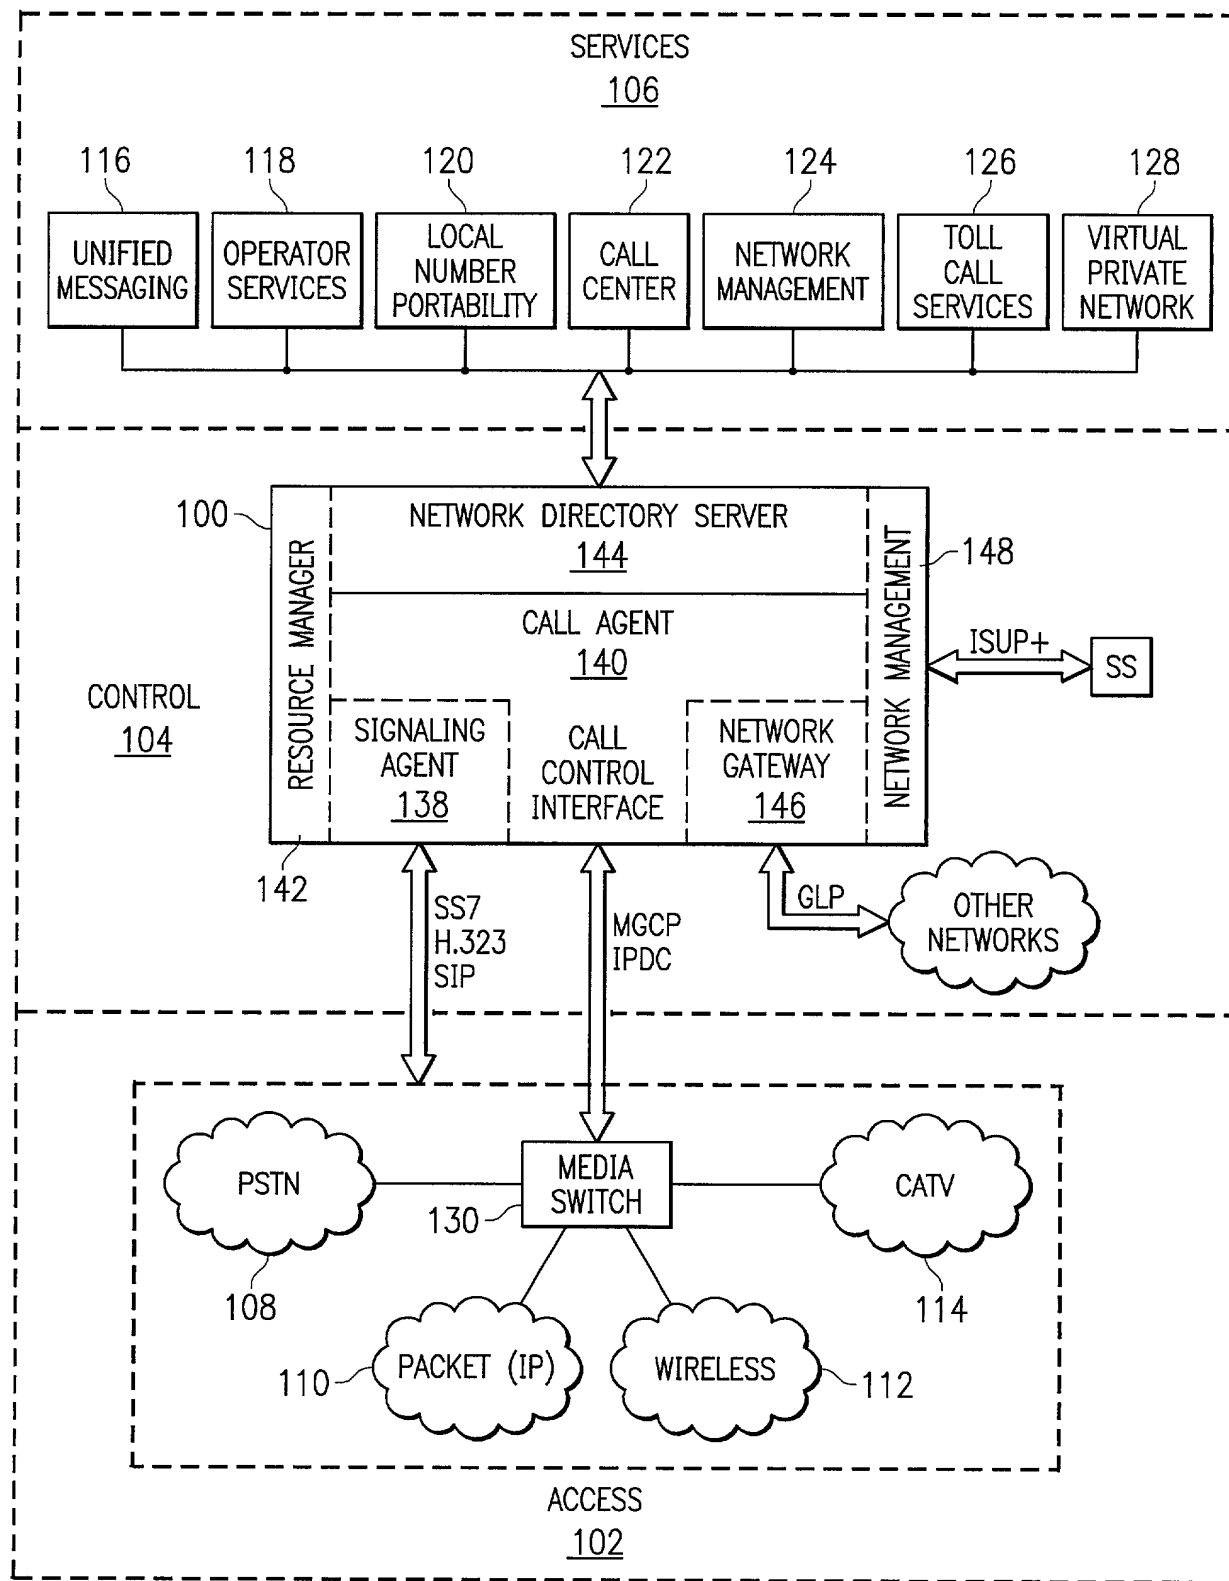 SERVICES
106
116
118
120
122
124
126
128
UNIFIED
MESSAGING
OPERATOR
SERVICES
LOCAL
NUMBER
PORTABILITY
CALL
CENTER
NETWORK
MANAGEMENT
TOLL
CALL
SERVICES
VIRTUAL
PRIVATE
NETWORK
100
RESOURCE MANAGER
NETWORK DIRECTORY SERVER
144
NETWORK MANAGEMENT
148
CALL AGENT
140
ISUP+
SS
CONTROL
104
SIGNALING
AGENT
138
CALL
CONTROL
INTERFACE
NETWORK
GATEWAY
146
142
SS7
H.323
SIP
MGCP
IPDC
GLP
OTHER
NETWORKS
PSTN
108
MEDIA
SWITCH
130
CATV
114
PACKET (IP)
110
WIRELESS
112
ACCESS
102